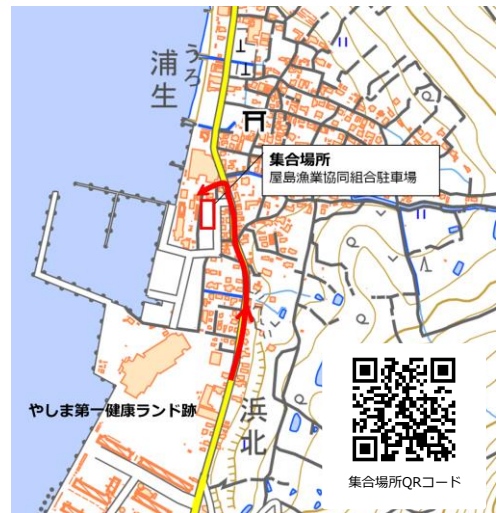 うろ
浦生
集合場所
屋島漁業協同組合駐車場
やしま第一健康ランド跡
浜北
集合場所QRコード